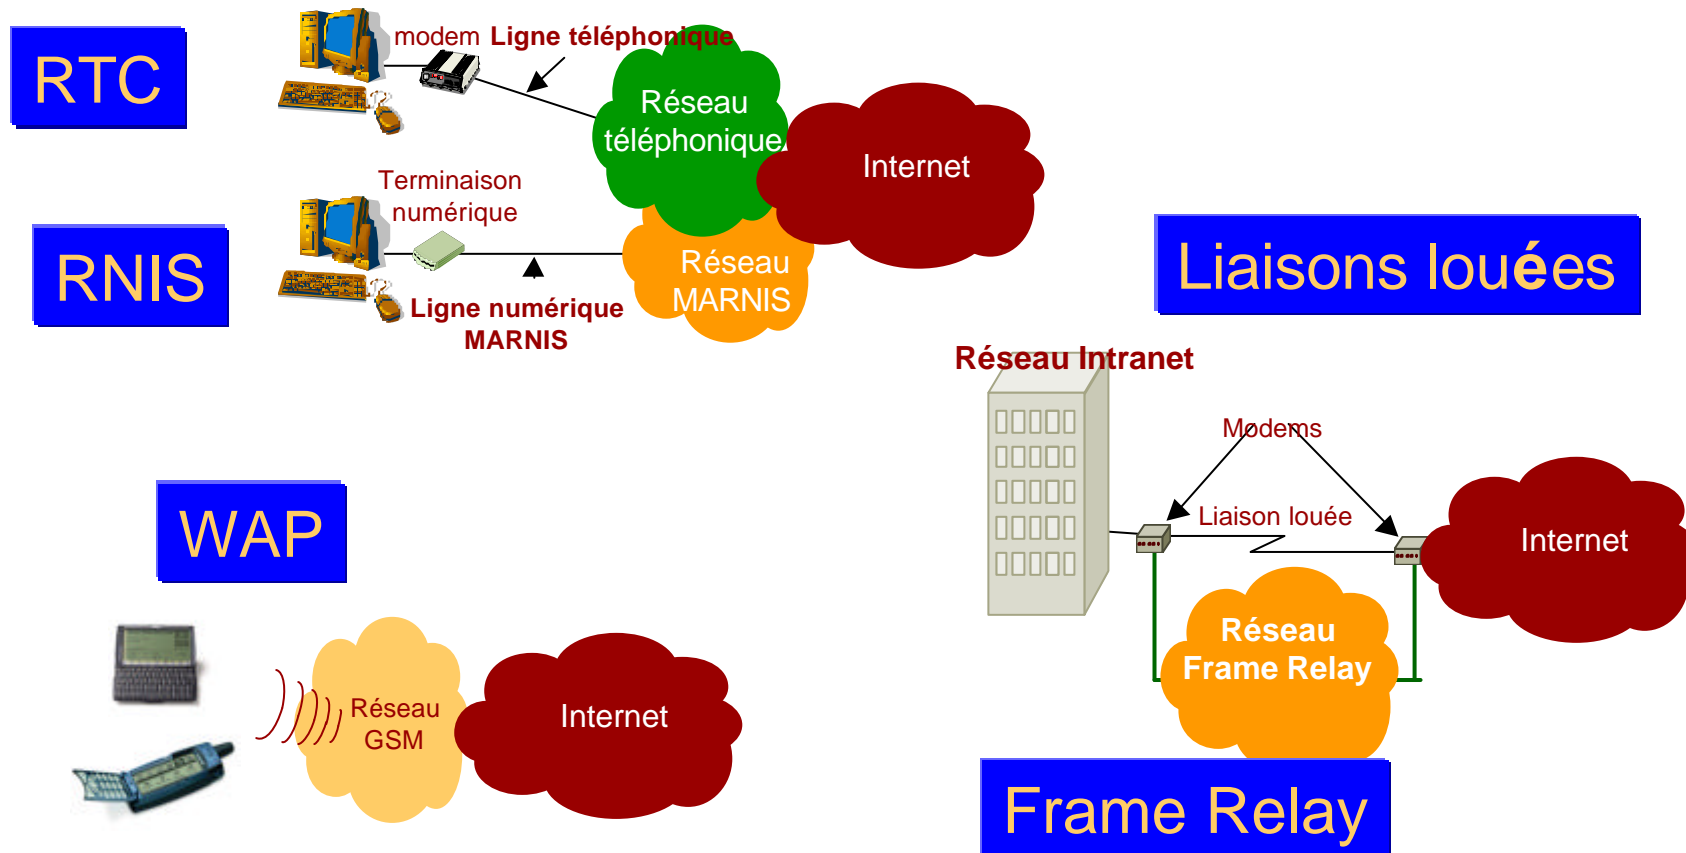 RTC
modem Ligne téléphonique
Réseau
téléphonique
Internet
RNIS
Terminaison
numérique
Réseau
MARNIS
Ligne numérique
MARNIS
Liaisons louées
Réseau Intranet
Modems
Liaison louée
Internet
Réseau
Frame Relay
Frame Relay
WAP
Réseau
GSM
Internet